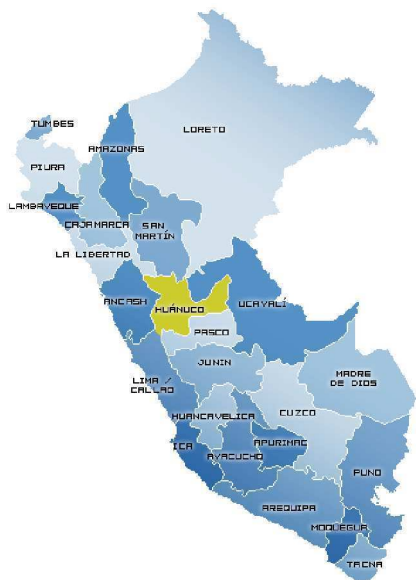 TUMBES
LORETO
AMAZONAS
PIURA
LAMBAYEQUE
CAJAMARCA
SAN
MARTÍN
LA LIBERTAD
ANCASH
HUÁNUCO
UCAYALÍ
PASCO
JUNIN
LIMA /
CALLAO
MADRE
DE DIOS
HUANCAVELICA
CUZCO
ICA
APURIMAC
AYACUCHO
PUNO
AREQUIPA
MOQUEGUA
TACNA